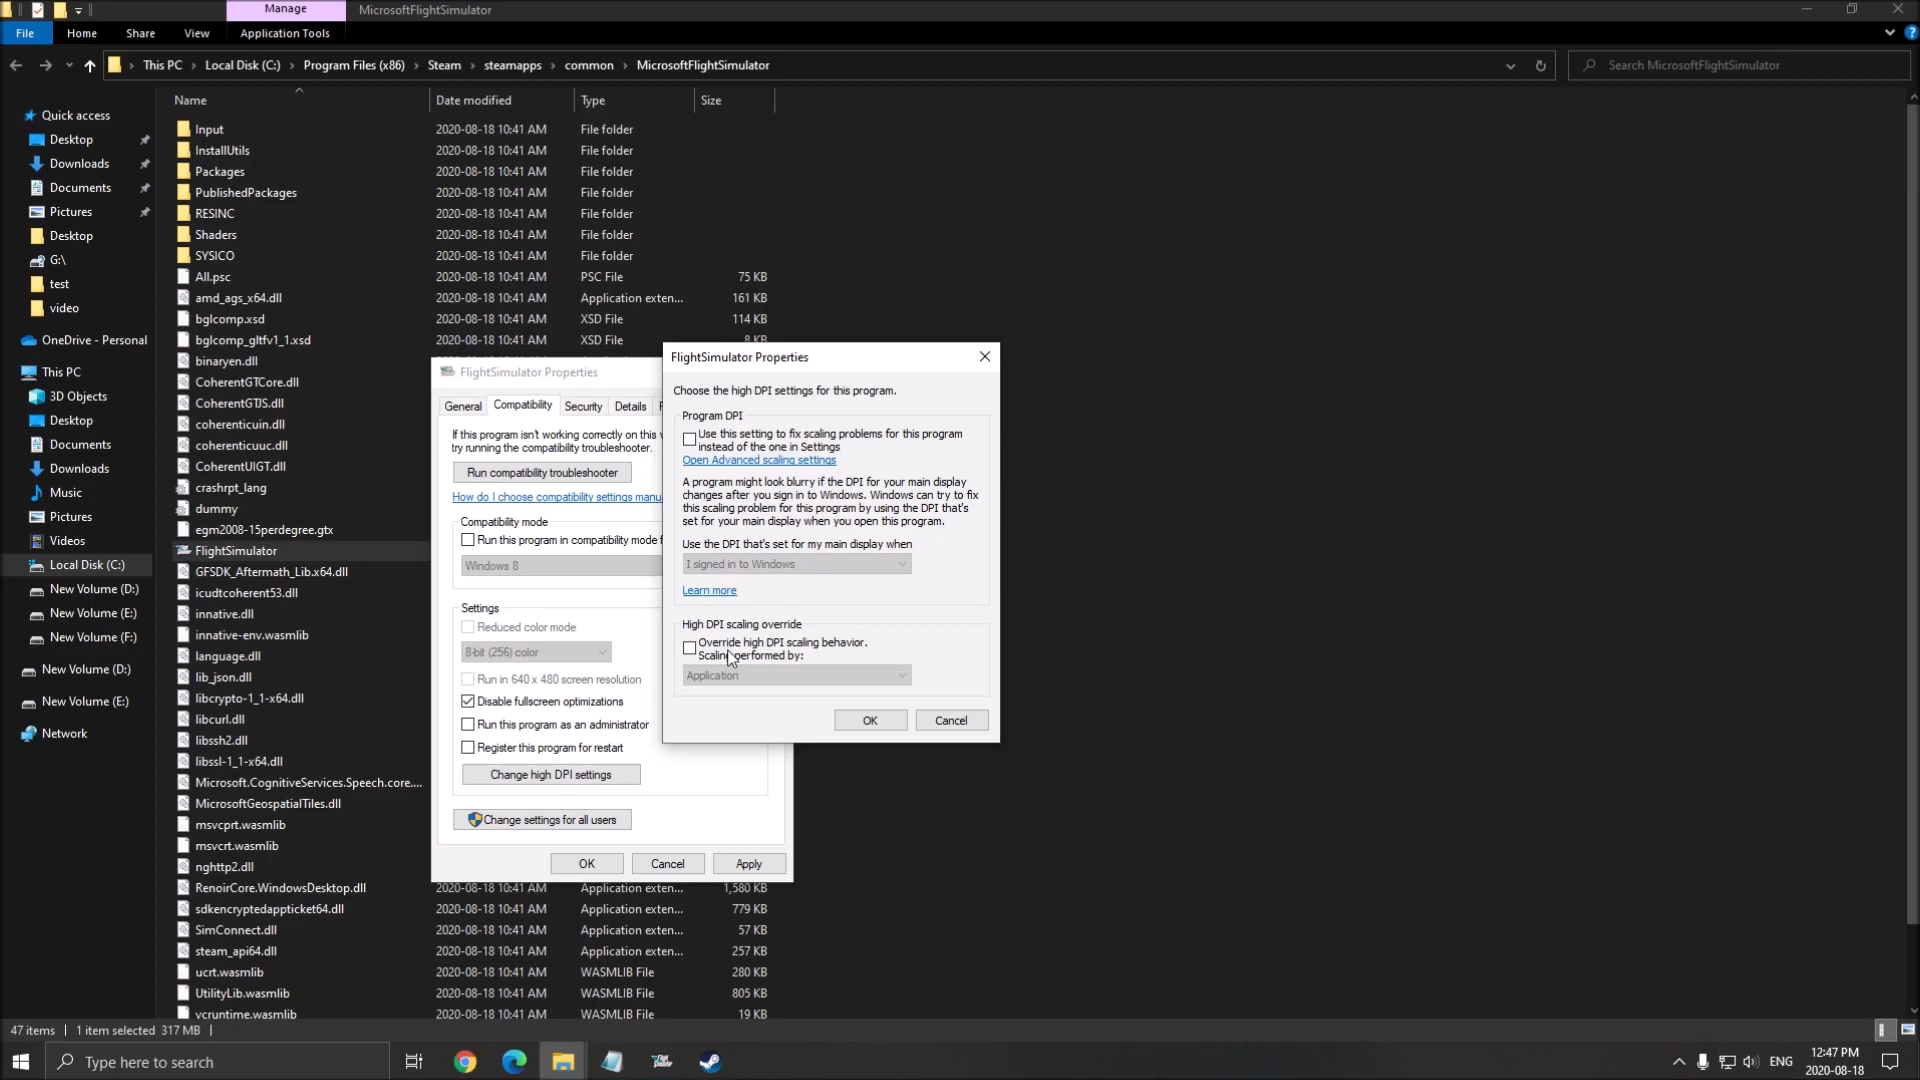 Manage
MicrosoftFlightSimulator
File
Home
Share
View
Application Tools
This PC
Local Disk (C:)
Program Files (x86)
Steam
steamapps
common
MicrosoftFlightSimulator
Search MicrosoftFlightSimulator
Quick access
Desktop
Downloads
Documents
Pictures
Desktop
G:\
test
video
OneDrive - Personal
This PC
3D Objects
Desktop
Documents
Downloads
Music
Pictures
Videos
Local Disk (C:)
New Volume (D:)
New Volume (E:)
New Volume (F:)
New Volume (D:)
New Volume (E:)
Network
Name Date modified Type Size
Input 2020-08-18 10:41 AM File folder
InstallUtils 2020-08-18 10:41 AM File folder
Packages 2020-08-18 10:41 AM File folder
PublishedPackages 2020-08-18 10:41 AM File folder
RESINC 2020-08-18 10:41 AM File folder
Shaders 2020-08-18 10:41 AM File folder
SYSICO 2020-08-18 10:41 AM File folder
All.psc 2020-08-18 10:41 AM PSC File 75 KB
amd_ags_x64.dll 2020-08-18 10:41 AM Application exten... 161 KB
bglcomp.xsd 2020-08-18 10:41 AM XSD File 114 KB
bglcomp_gltfv1_1.xsd 2020-08-18 10:41 AM XSD File 8 KB
binaryen.dll
CoherentGTCore.dll
CoherentGTJS.dll
coherenticuin.dll
coherenticuuc.dll
CoherentUIGT.dll
crashrpt_lang
dummy
egm2008-15perdegree.gtx
FlightSimulator
GFSDK_Aftermath_Lib.x64.dll
icudtcoherent53.dll
innative.dll
innative-env.wasmlib
language.dll
lib_json.dll
libcrypto-1_1-x64.dll
libcurl.dll
libssh2.dll
libssl-1_1-x64.dll
Microsoft.CognitiveServices.Speech.core....
MicrosoftGeospatialTiles.dll
msvcprt.wasmlib
msvcrt.wasmlib
nghttp2.dll
RenoirCore.WindowsDesktop.dll 2020-08-18 10:41 AM Application exten... 1,580 KB
sdkencryptedappticket64.dll 2020-08-18 10:41 AM Application exten... 779 KB
SimConnect.dll 2020-08-18 10:41 AM Application exten... 57 KB
steam_api64.dll 2020-08-18 10:41 AM Application exten... 257 KB
ucrt.wasmlib 2020-08-18 10:41 AM WASMLIB File 280 KB
UtilityLib.wasmlib 2020-08-18 10:41 AM WASMLIB File 805 KB
vcruntime.wasmlib 2020-08-18 10:41 AM WASMLIB File 19 KB
FlightSimulator Properties
General Compatibility Security Details
If this program isn't working correctly on this
try running the compatibility troubleshooter.
Run compatibility troubleshooter
How do I choose compatibility settings manu
Compatibility mode
Run this program in compatibility mode f
Windows 8
Settings
Reduced color mode
8-bit (256) color
Run in 640 x 480 screen resolution
Disable fullscreen optimizations
Run this program as an administrator
Register this program for restart
Change high DPI settings
Change settings for all users
OK Cancel Apply
FlightSimulator Properties
Choose the high DPI settings for this program.
Program DPI
Use this setting to fix scaling problems for this program
instead of the one in Settings
Open Advanced scaling settings
A program might look blurry if the DPI for your main display
changes after you sign in to Windows. Windows can try to fix
this scaling problem for this program by using the DPI that's
set for your main display when you open this program.
Use the DPI that's set for my main display when
I signed in to Windows
Learn more
High DPI scaling override
Override high DPI scaling behavior.
Scaling performed by:
Application
OK Cancel
47 items
1 item selected 317 MB
Type here to search
ENG
12:47 PM
2020-08-18